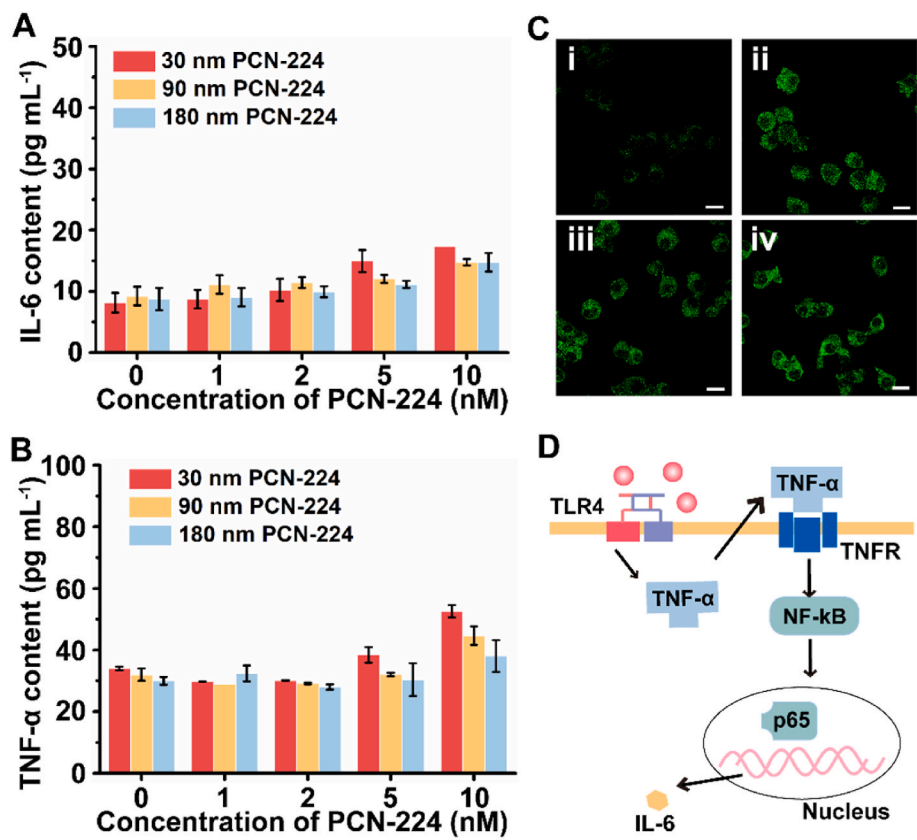 A
IL-6 content (pg mL⁻¹)
50
40
30
20
10
0
30 nm PCN-224
90 nm PCN-224
180 nm PCN-224
0 1 2 5 10
Concentration of PCN-224 (nM)
B
TNF-α content (pg mL⁻¹)
100
80
60
40
20
0
30 nm PCN-224
90 nm PCN-224
180 nm PCN-224
0 1 2 5 10
Concentration of PCN-224 (nM)
C
i
ii
iii
iv
D
TLR4
TNF-α
TNF-α
TNFR
NF-kB
p65
Nucleus
IL-6